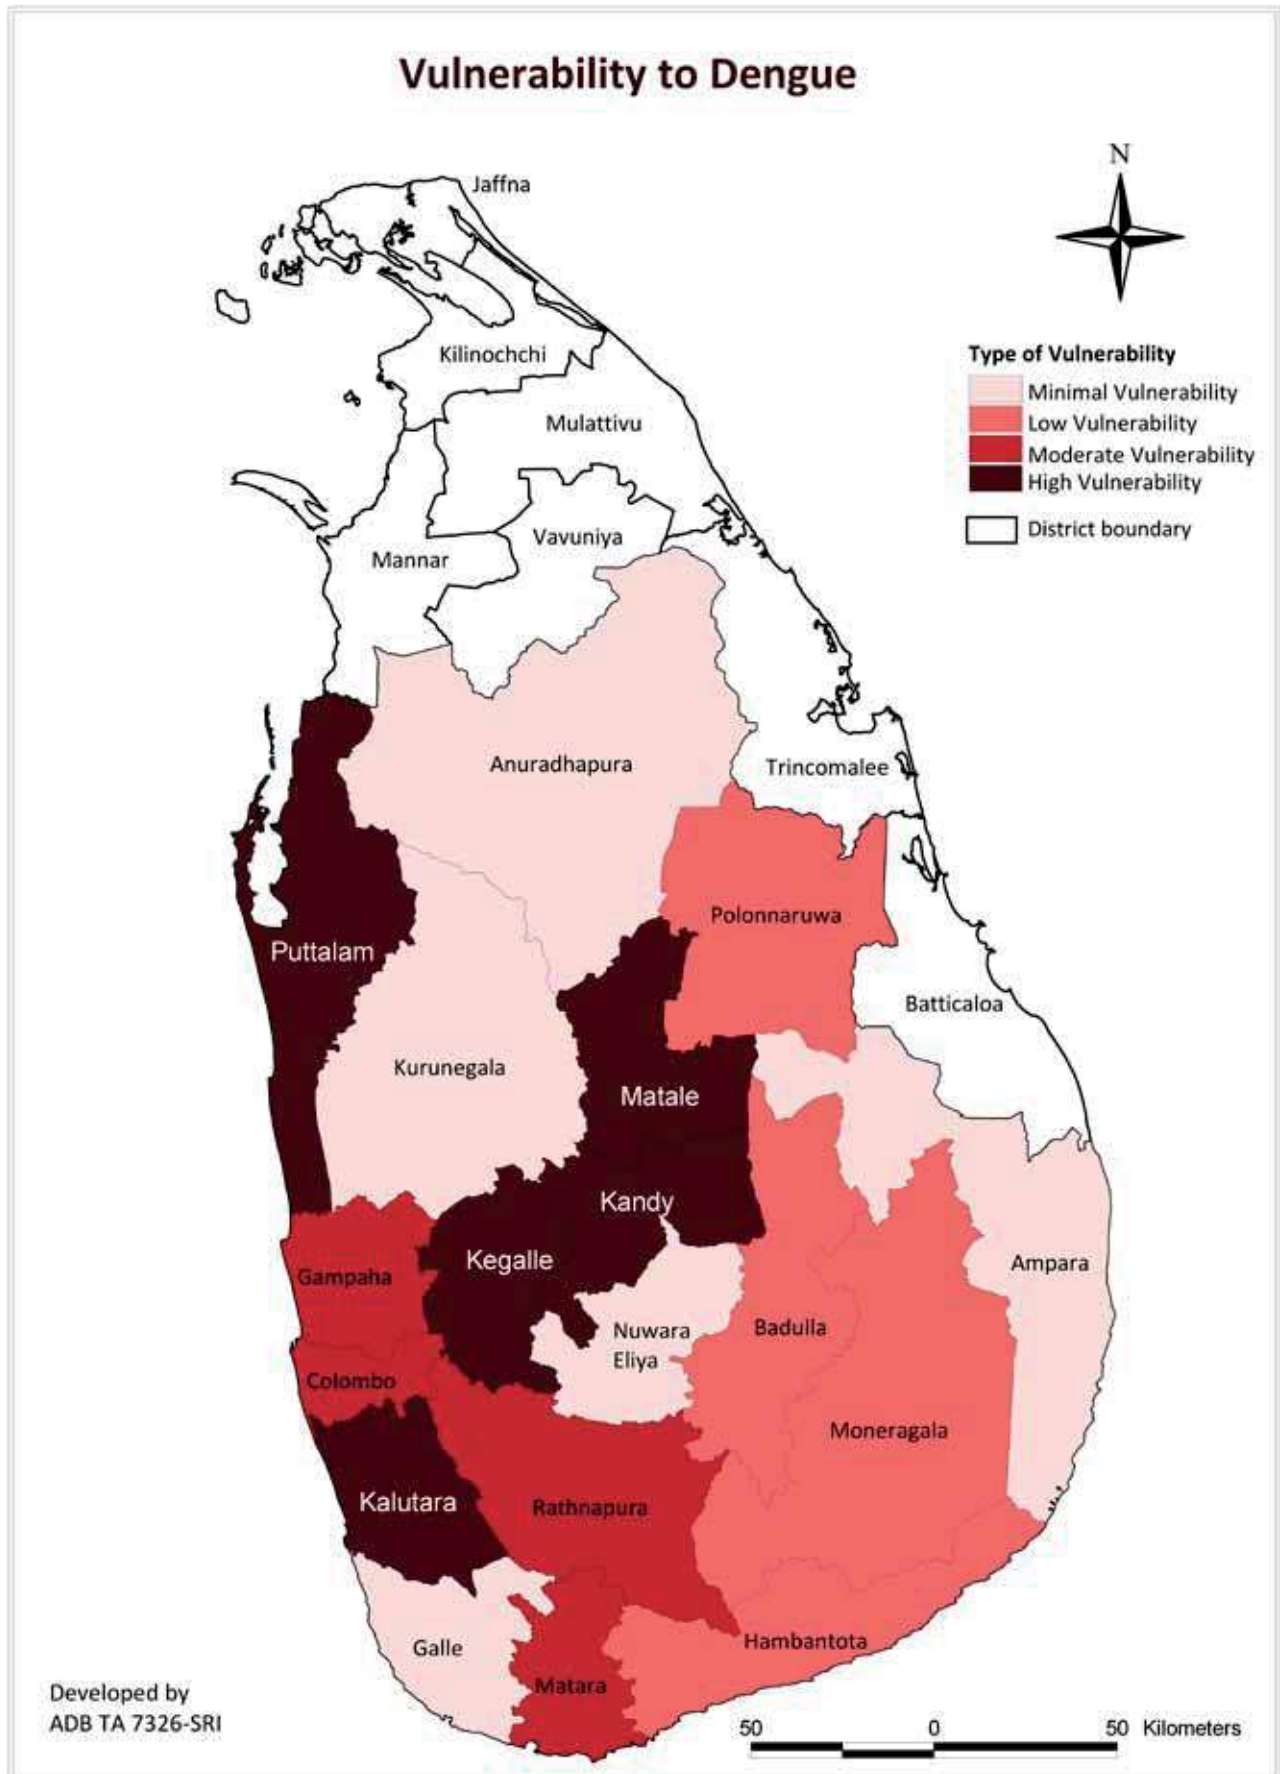 Vulnerability to Dengue
N
Jaffna
Kilinochchi
Mulattivu
Vavuniya
Mannar
Type of Vulnerability
Minimal Vulnerability
Low Vulnerability
Moderate Vulnerability
High Vulnerability
District boundary
Anuradhapura
Trincomalee
Polonnaruwa
Puttalam
Batticaloa
Kurunegala
Matale
Kandy
Kegalle
Ampara
Gampaha
Nuwara
Eliya
Badulla
Colombo
Moneragala
Kalutara
Rathnapura
Galle
Hambantota
Matara
Developed by
ADB TA 7326-SRI
50 0 50 Kilometers